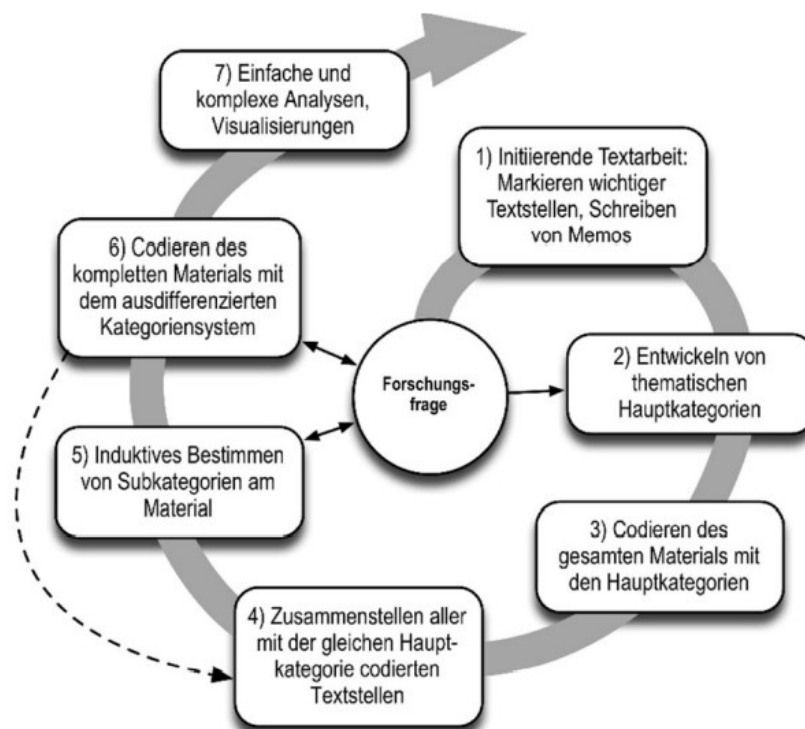 7) Einfache und
komplexe Analysen,
Visualisierungen
1) Initiierende Textarbeit:
Markieren wichtiger
Textstellen, Schreiben
von Memos
6) Codieren des
kompletten Materials mit
dem ausdifferenzierten
Kategoriensystem
Forschungs-
frage
2) Entwickeln von
thematischen
Hauptkategorien
5) Induktives Bestimmen
von Subkategorien am
Material
3) Codieren des
gesamten Materials mit
den Hauptkategorien
4) Zusammenstellen aller
mit der gleichen Haupt-
kategorie codierten
Textstellen